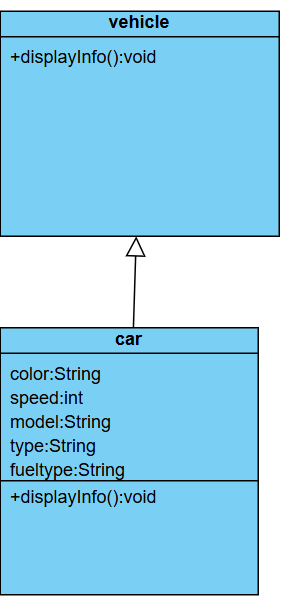 vehicle
+displayInfo():void
car
color:String
speed:int
model:String
type:String
fueltype:String
+displayInfo():void